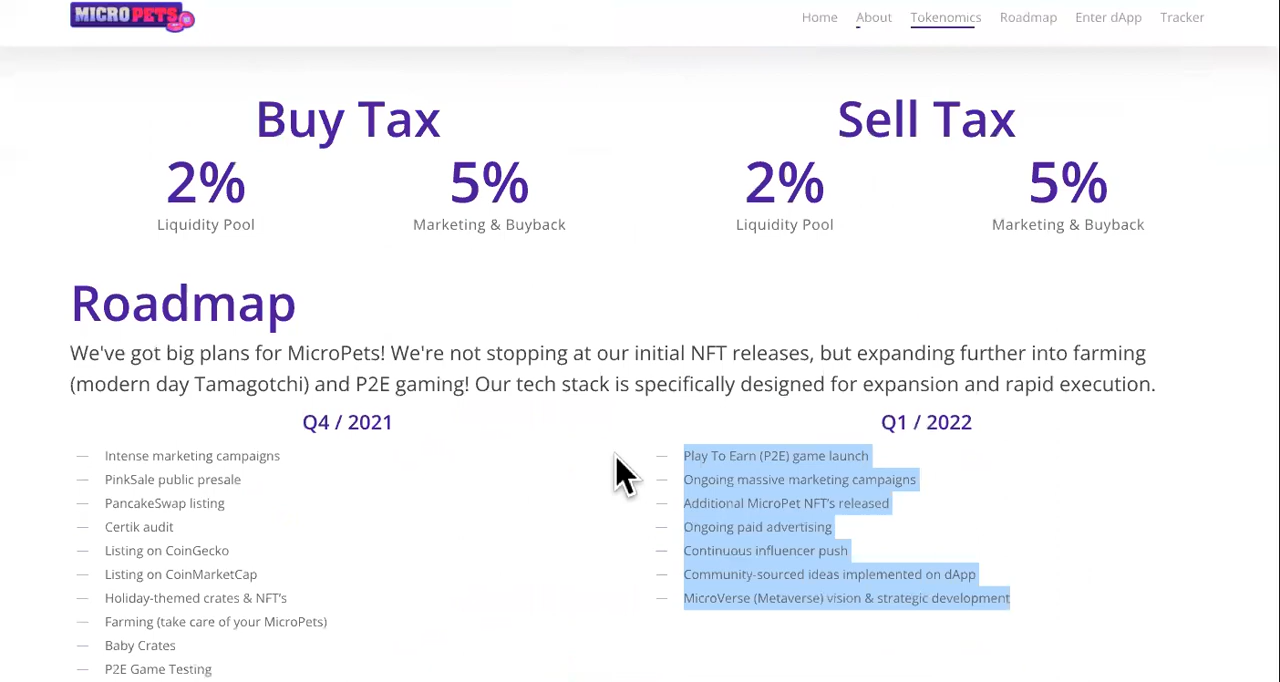 MICRO PETS
Home About Tokenomics Roadmap Enter dApp Tracker
Buy Tax
2%
Liquidity Pool
5%
Marketing & Buyback
Sell Tax
2%
Liquidity Pool
5%
Marketing & Buyback
Roadmap
We've got big plans for MicroPets! We're not stopping at our initial NFT releases, but expanding further into farming
(modern day Tamagotchi) and P2E gaming! Our tech stack is specifically designed for expansion and rapid execution.
Q4 / 2021
— Intense marketing campaigns
— PinkSale public presale
— PancakeSwap listing
— Certik audit
— Listing on CoinGecko
— Listing on CoinMarketCap
— Holiday-themed crates & NFT's
— Farming (take care of your MicroPets)
— Baby Crates
— P2E Game Testing
Q1 / 2022
— Play To Earn (P2E) game launch
— Ongoing massive marketing campaigns
— Additional MicroPet NFT's released
— Ongoing paid advertising
— Continuous influencer push
— Community-sourced ideas implemented on dApp
— MicroVerse (Metaverse) vision & strategic development